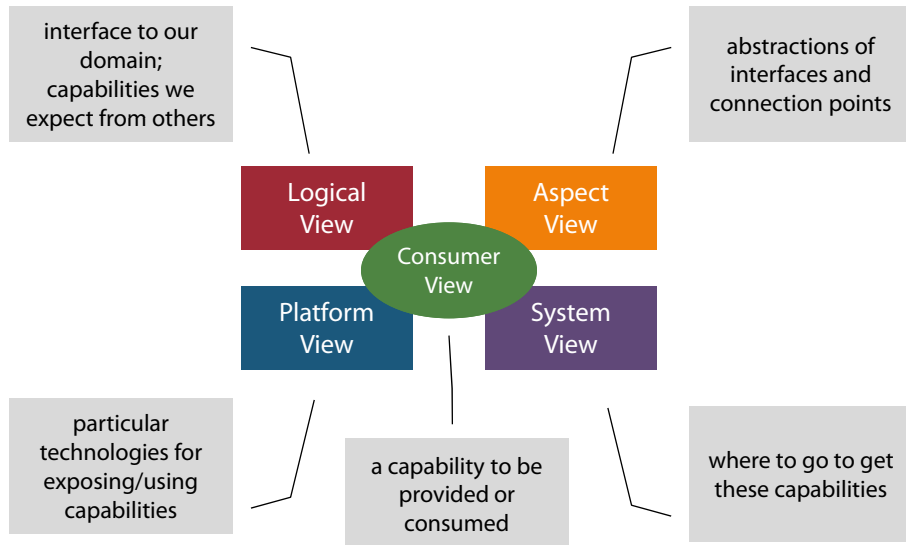 interface to our
domain;
capabilities we
expect from others
abstractions of
interfaces and
connection points
Logical
View
Aspect
View
Consumer
View
Platform
View
System
View
particular
technologies for
exposing/using
capabilities
a capability to be
provided or
consumed
where to go to get
these capabilities